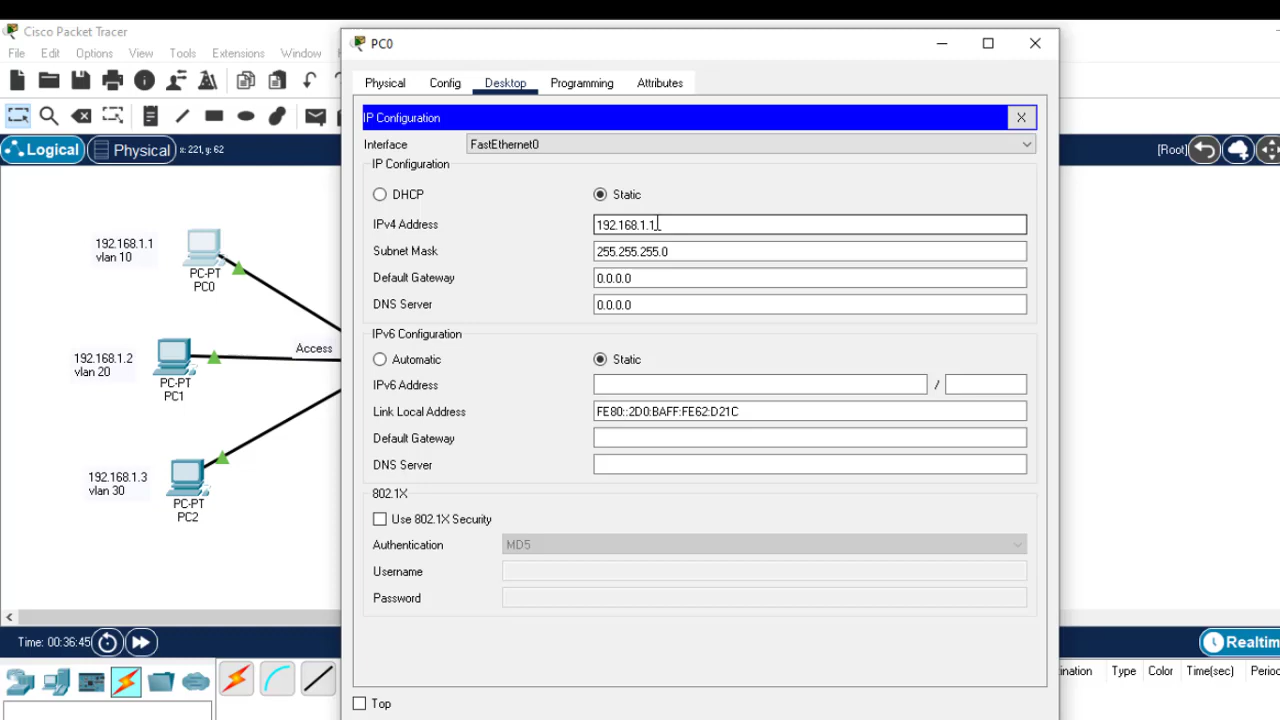 Cisco Packet Tracer
File Edit Options View Tools Extensions Window
Logical
Physical
x: 221, y: 62
[Root]
192.168.1.1
vlan 10
PC-PT
PC0
192.168.1.2
vlan 20
PC-PT
PC1
Access
192.168.1.3
vlan 30
PC-PT
PC2
Time: 00:36:45
Realtim
ination Type Color Time(sec) Perio
PC0
Physical Config Desktop Programming Attributes
IP Configuration
X
Interface FastEthernet0
IP Configuration
DHCP Static
IPv4 Address 192.168.1.1
Subnet Mask 255.255.255.0
Default Gateway 0.0.0.0
DNS Server 0.0.0.0
IPv6 Configuration
Automatic Static
IPv6 Address /
Link Local Address FE80::2D0:BAFF:FE62:D21C
Default Gateway
DNS Server
802.1X
Use 802.1X Security
Authentication MD5
Username
Password
Top